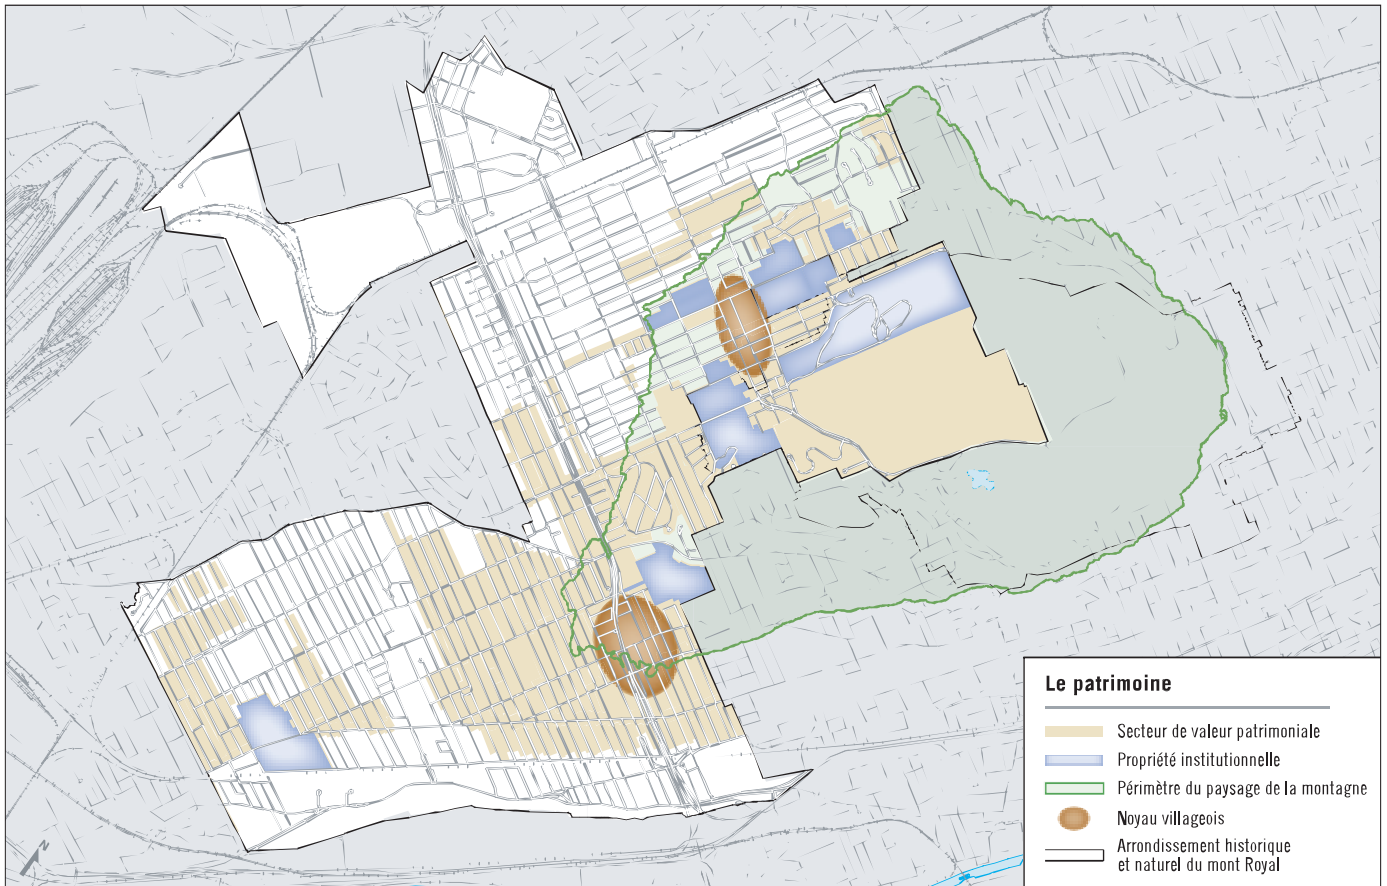 Le patrimoine
Secteur de valeur patrimoniale
Propriété institutionnelle
Périmètre du paysage de la montagne
Noyau villageois
Arrondissement historique
et naturel du mont Royal
N